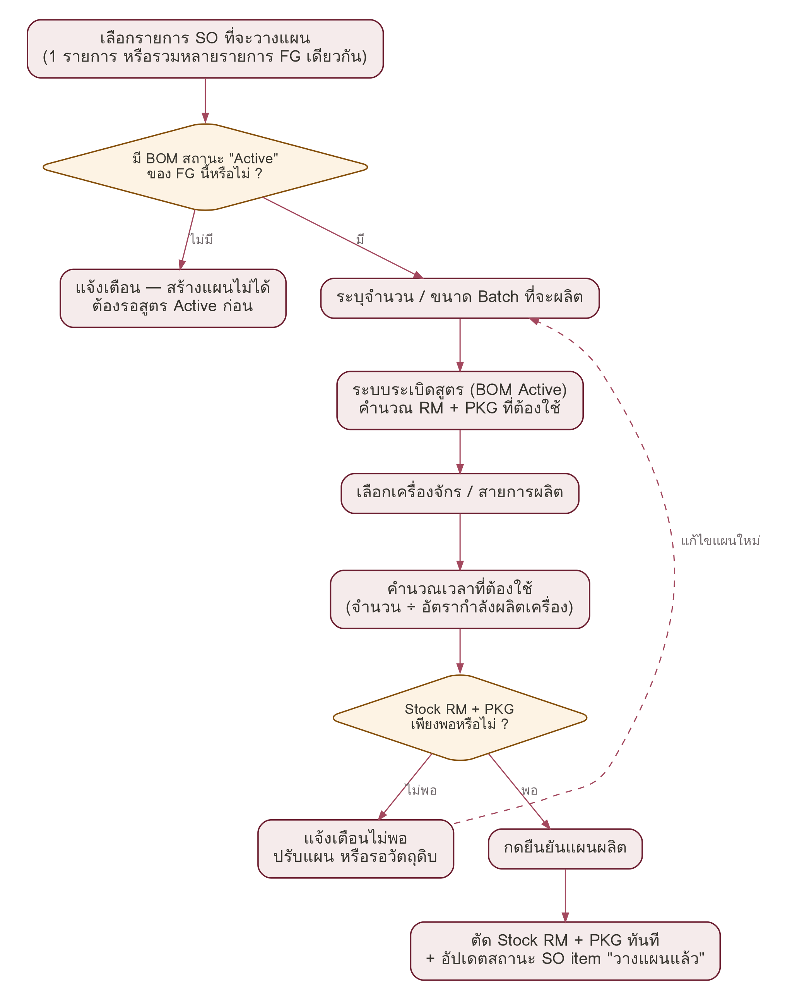 เลือกรายการ SO ที่จะวางแผน
(1 รายการ หรือรวมหลายรายการ FG เดียวกัน)
มี BOM สถานะ "Active"
ของ FG นี้หรือไม่ ?
ไม่มี
มี
แจ้งเตือน — สร้างแผนไม่ได้
ต้องรอสูตร Active ก่อน
ระบุจำนวน / ขนาด Batch ที่จะผลิต
ระบบระเบิดสูตร (BOM Active)
คำนวณ RM + PKG ที่ต้องใช้
เลือกเครื่องจักร / สายการผลิต
แก้ไขแผนใหม่
คำนวณเวลาที่ต้องใช้
(จำนวน ÷ อัตรากำลังผลิตเครื่อง)
Stock RM + PKG
เพียงพอหรือไม่ ?
ไม่พอ
พอ
แจ้งเตือนไม่พอ
ปรับแผน หรือรอวัตถุดิบ
กดยืนยันแผนผลิต
ตัด Stock RM + PKG ทันที
+ อัปเดตสถานะ SO item "วางแผนแล้ว"